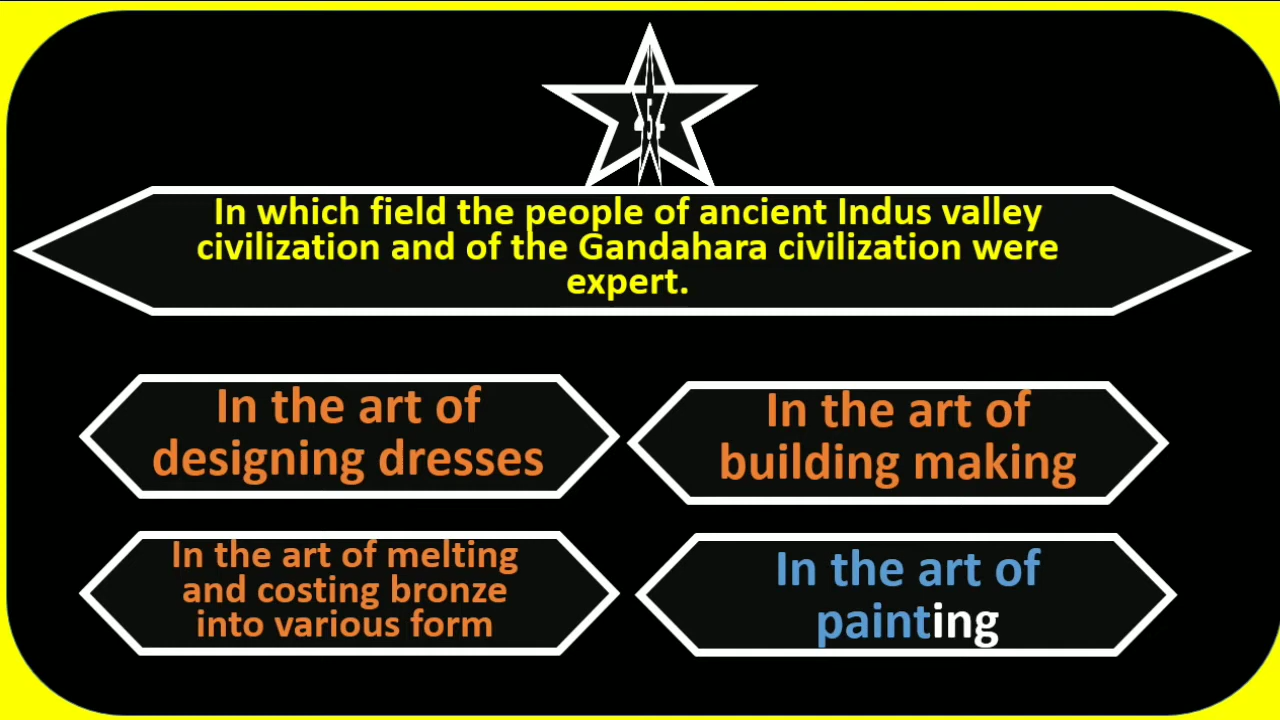 In which field the people of ancient Indus valley
civilization and of the Gandahara civilization were
expert.
In the art of
designing dresses
In the art of
building making
In the art of melting
and costing bronze
into various form
In the art of
painting